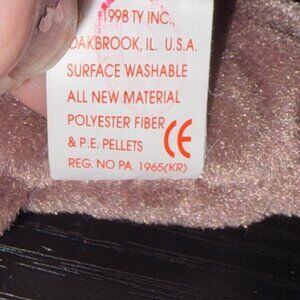 1998 TY INC.,
OAKBROOK, IL. U.S.A.
SURFACE WASHABLE
ALL NEW MATERIAL
POLYESTER FIBER
& P.E. PELLETS CE
REG. NO PA. 1965(KR)